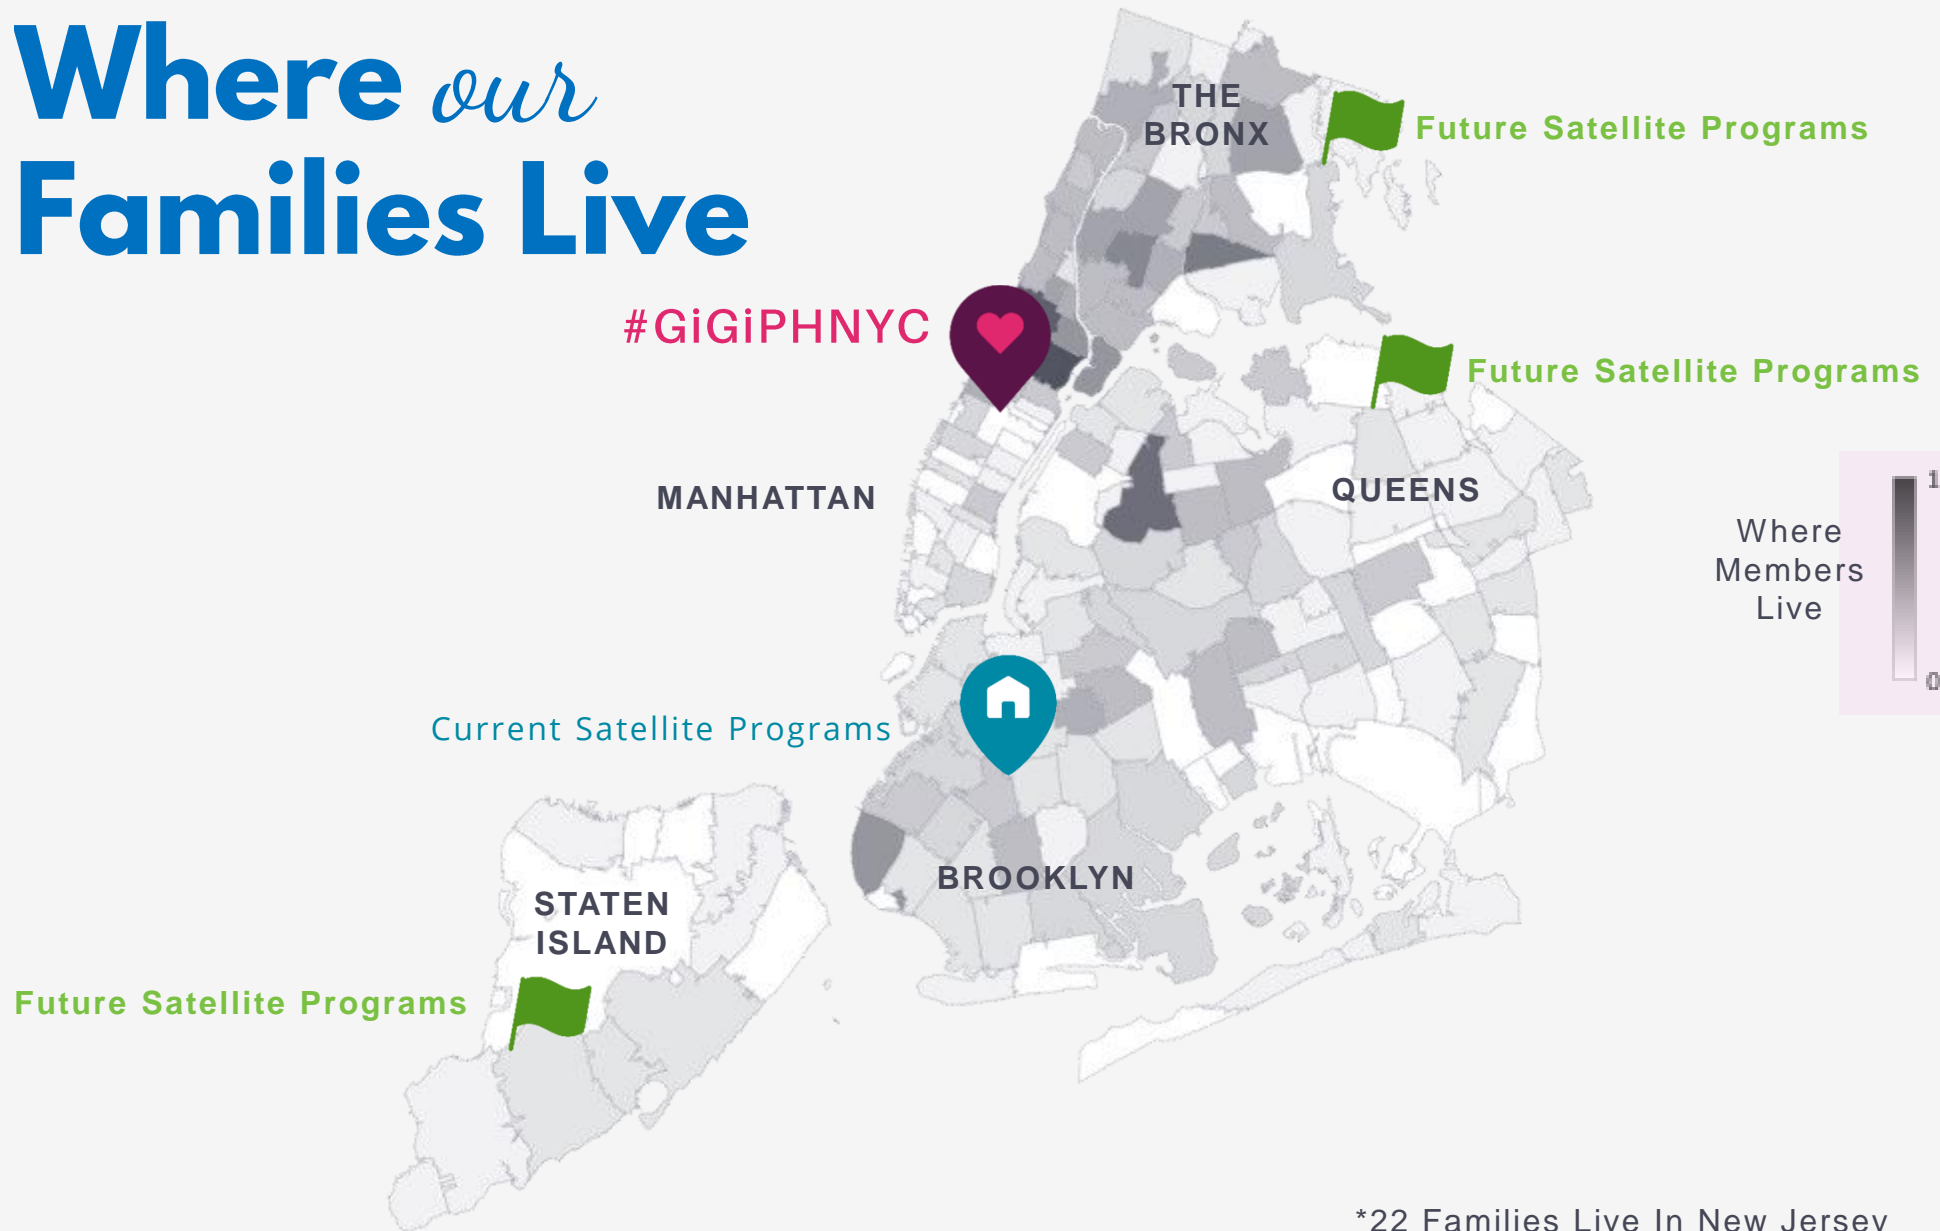 Where our
Families Live
THE
BRONX
Future Satellite Programs
#GiGiPHNYC
Future Satellite Programs
MANHATTAN
QUEENS
Where
Members
Live
0
Current Satellite Programs
BROOKLYN
STATEN
ISLAND
Future Satellite Programs
*22 Families Live In New Jersey